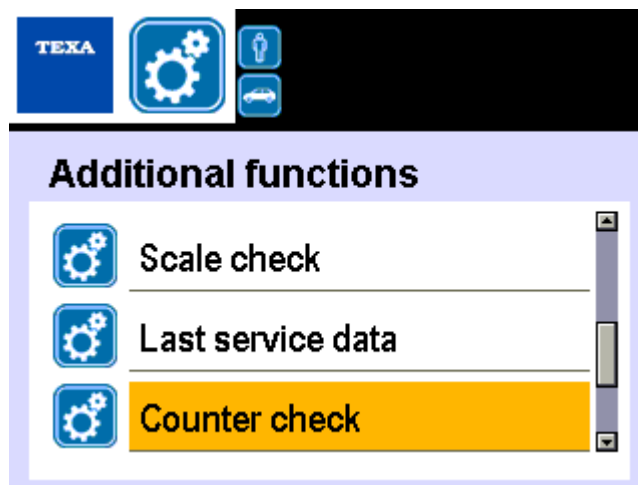 TEXA
Additional functions
Scale check
Last service data
Counter check